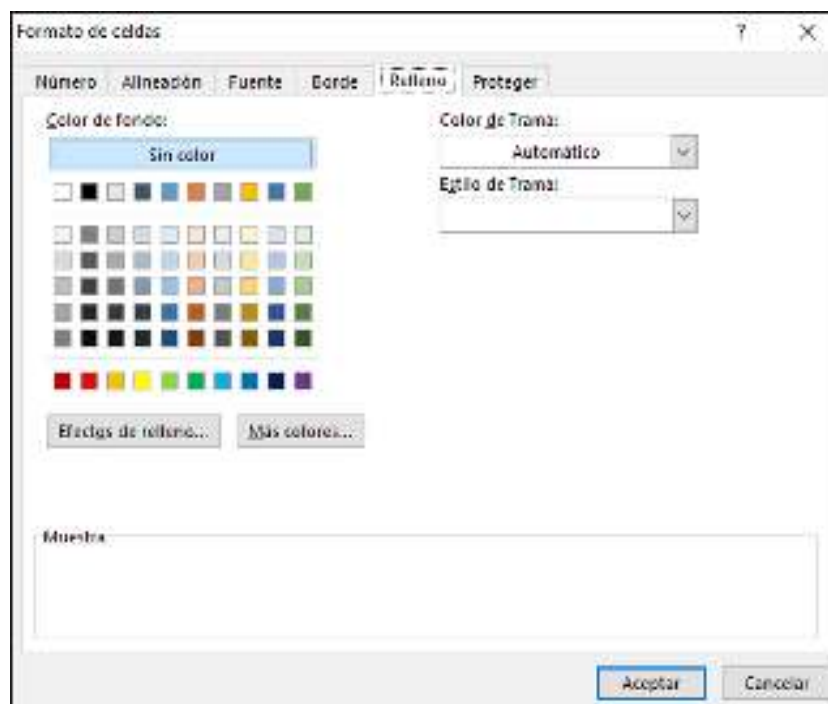 Formato de celdas ? ×
Número Alineación Fuente Borde Relleno Proteger
Color de fondo:
Sin color
Color de Trama:
Automático
Estilo de Trama:
Efectos de relleno... Más colores...
Muestra
Aceptar Cancelar